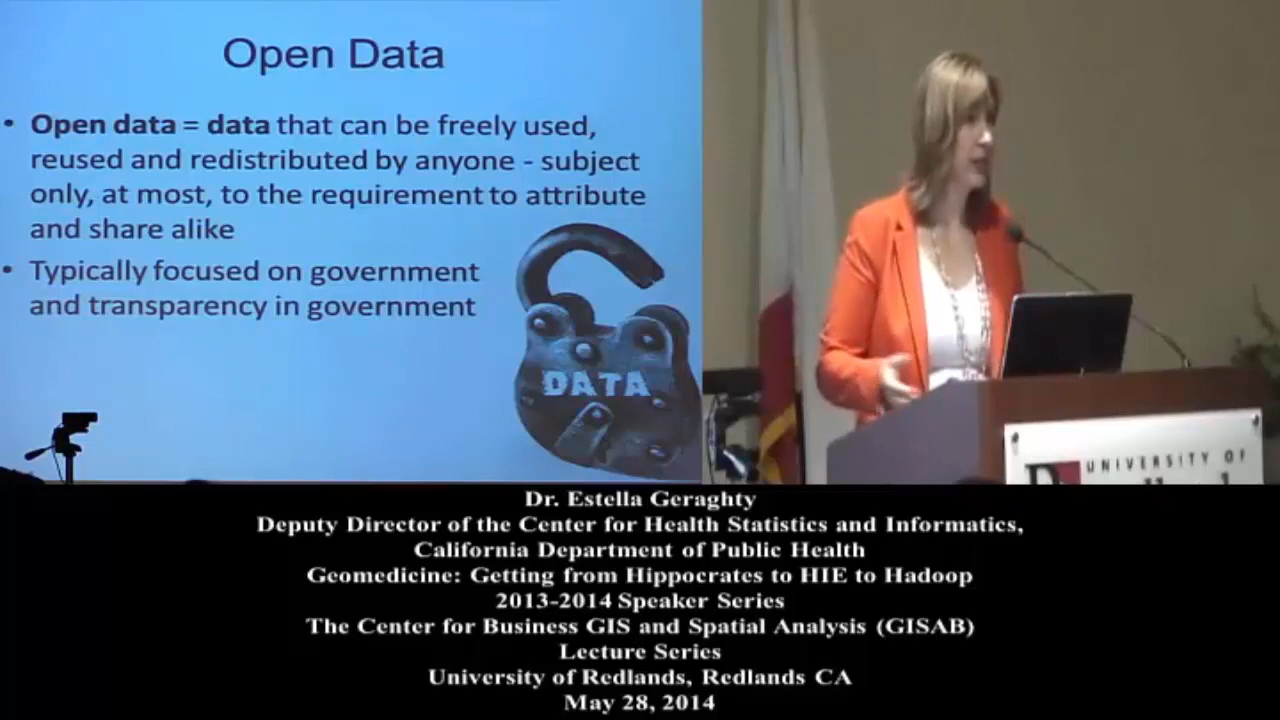 Open Data
• Open data = data that can be freely used,
reused and redistributed by anyone - subject
only, at most, to the requirement to attribute
and share alike
• Typically focused on government
and transparency in government
DATA
UNIVERSITY OF
Dr. Estella Geraghty
Deputy Director of the Center for Health Statistics and Informatics,
California Department of Public Health
Geomedicine: Getting from Hippocrates to HIE to Hadoop
2013-2014 Speaker Series
The Center for Business GIS and Spatial Analysis (GISAB)
Lecture Series
University of Redlands, Redlands CA
May 28, 2014